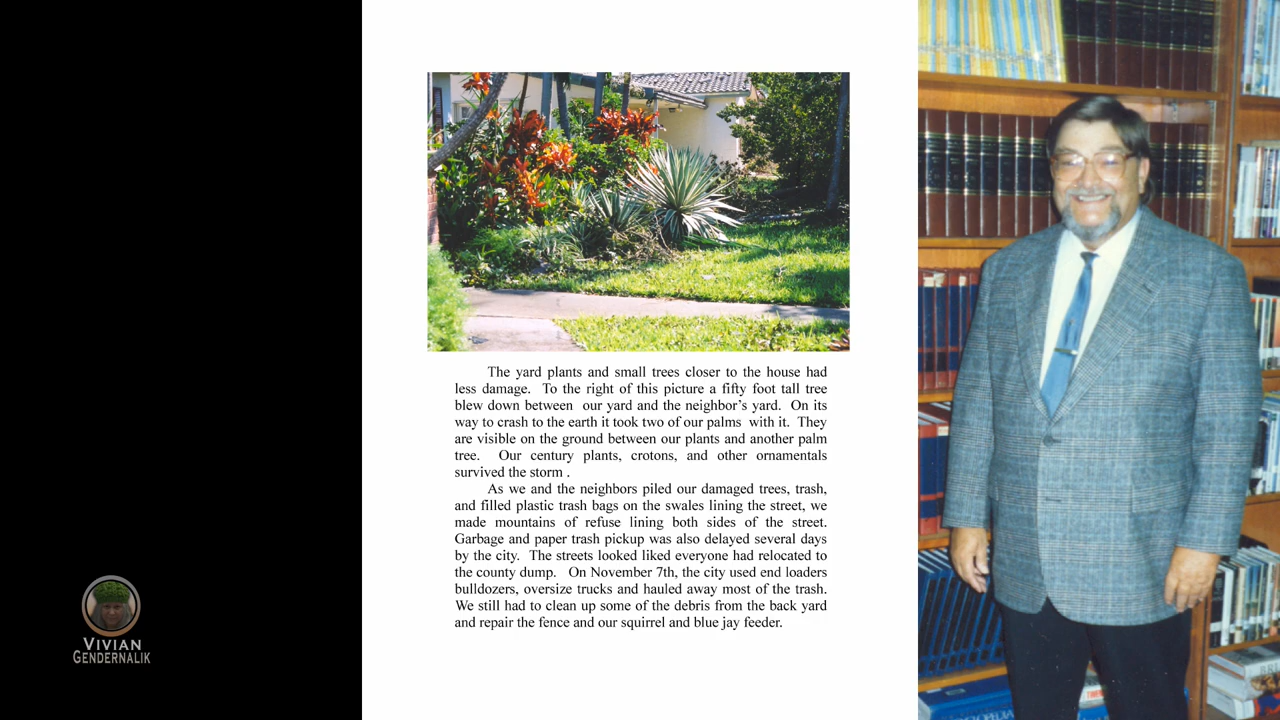 The yard plants and small trees closer to the house had
less damage. To the right of this picture a fifty foot tall tree
blew down between our yard and the neighbor's yard. On its
way to crash to the earth it took two of our palms with it. They
are visible on the ground between our plants and another palm
tree. Our century plants, crotons, and other ornamentals
survived the storm .
As we and the neighbors piled our damaged trees, trash,
and filled plastic trash bags on the swales lining the street, we
made mountains of refuse lining both sides of the street.
Garbage and paper trash pickup was also delayed several days
by the city. The streets looked liked everyone had relocated to
the county dump. On November 7th, the city used end loaders
bulldozers, oversize trucks and hauled away most of the trash.
We still had to clean up some of the debris from the back yard
and repair the fence and our squirrel and blue jay feeder.
VIVIAN
GENDERNALIK